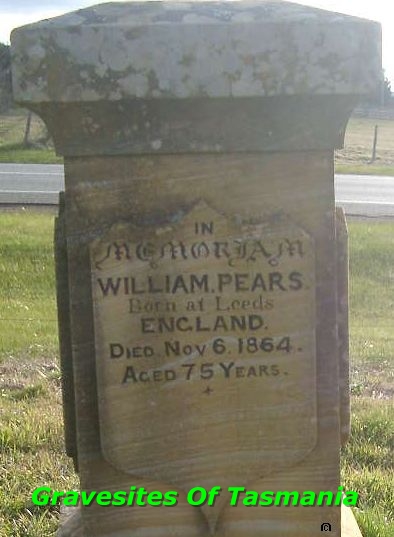 IN
MEMORIAM
WILLIAM. PEARS.
Born at Leeds
ENGLAND.
DIED NOV 6. 1864.
AGED 75 YEARS.
Gravesites Of Tasmania